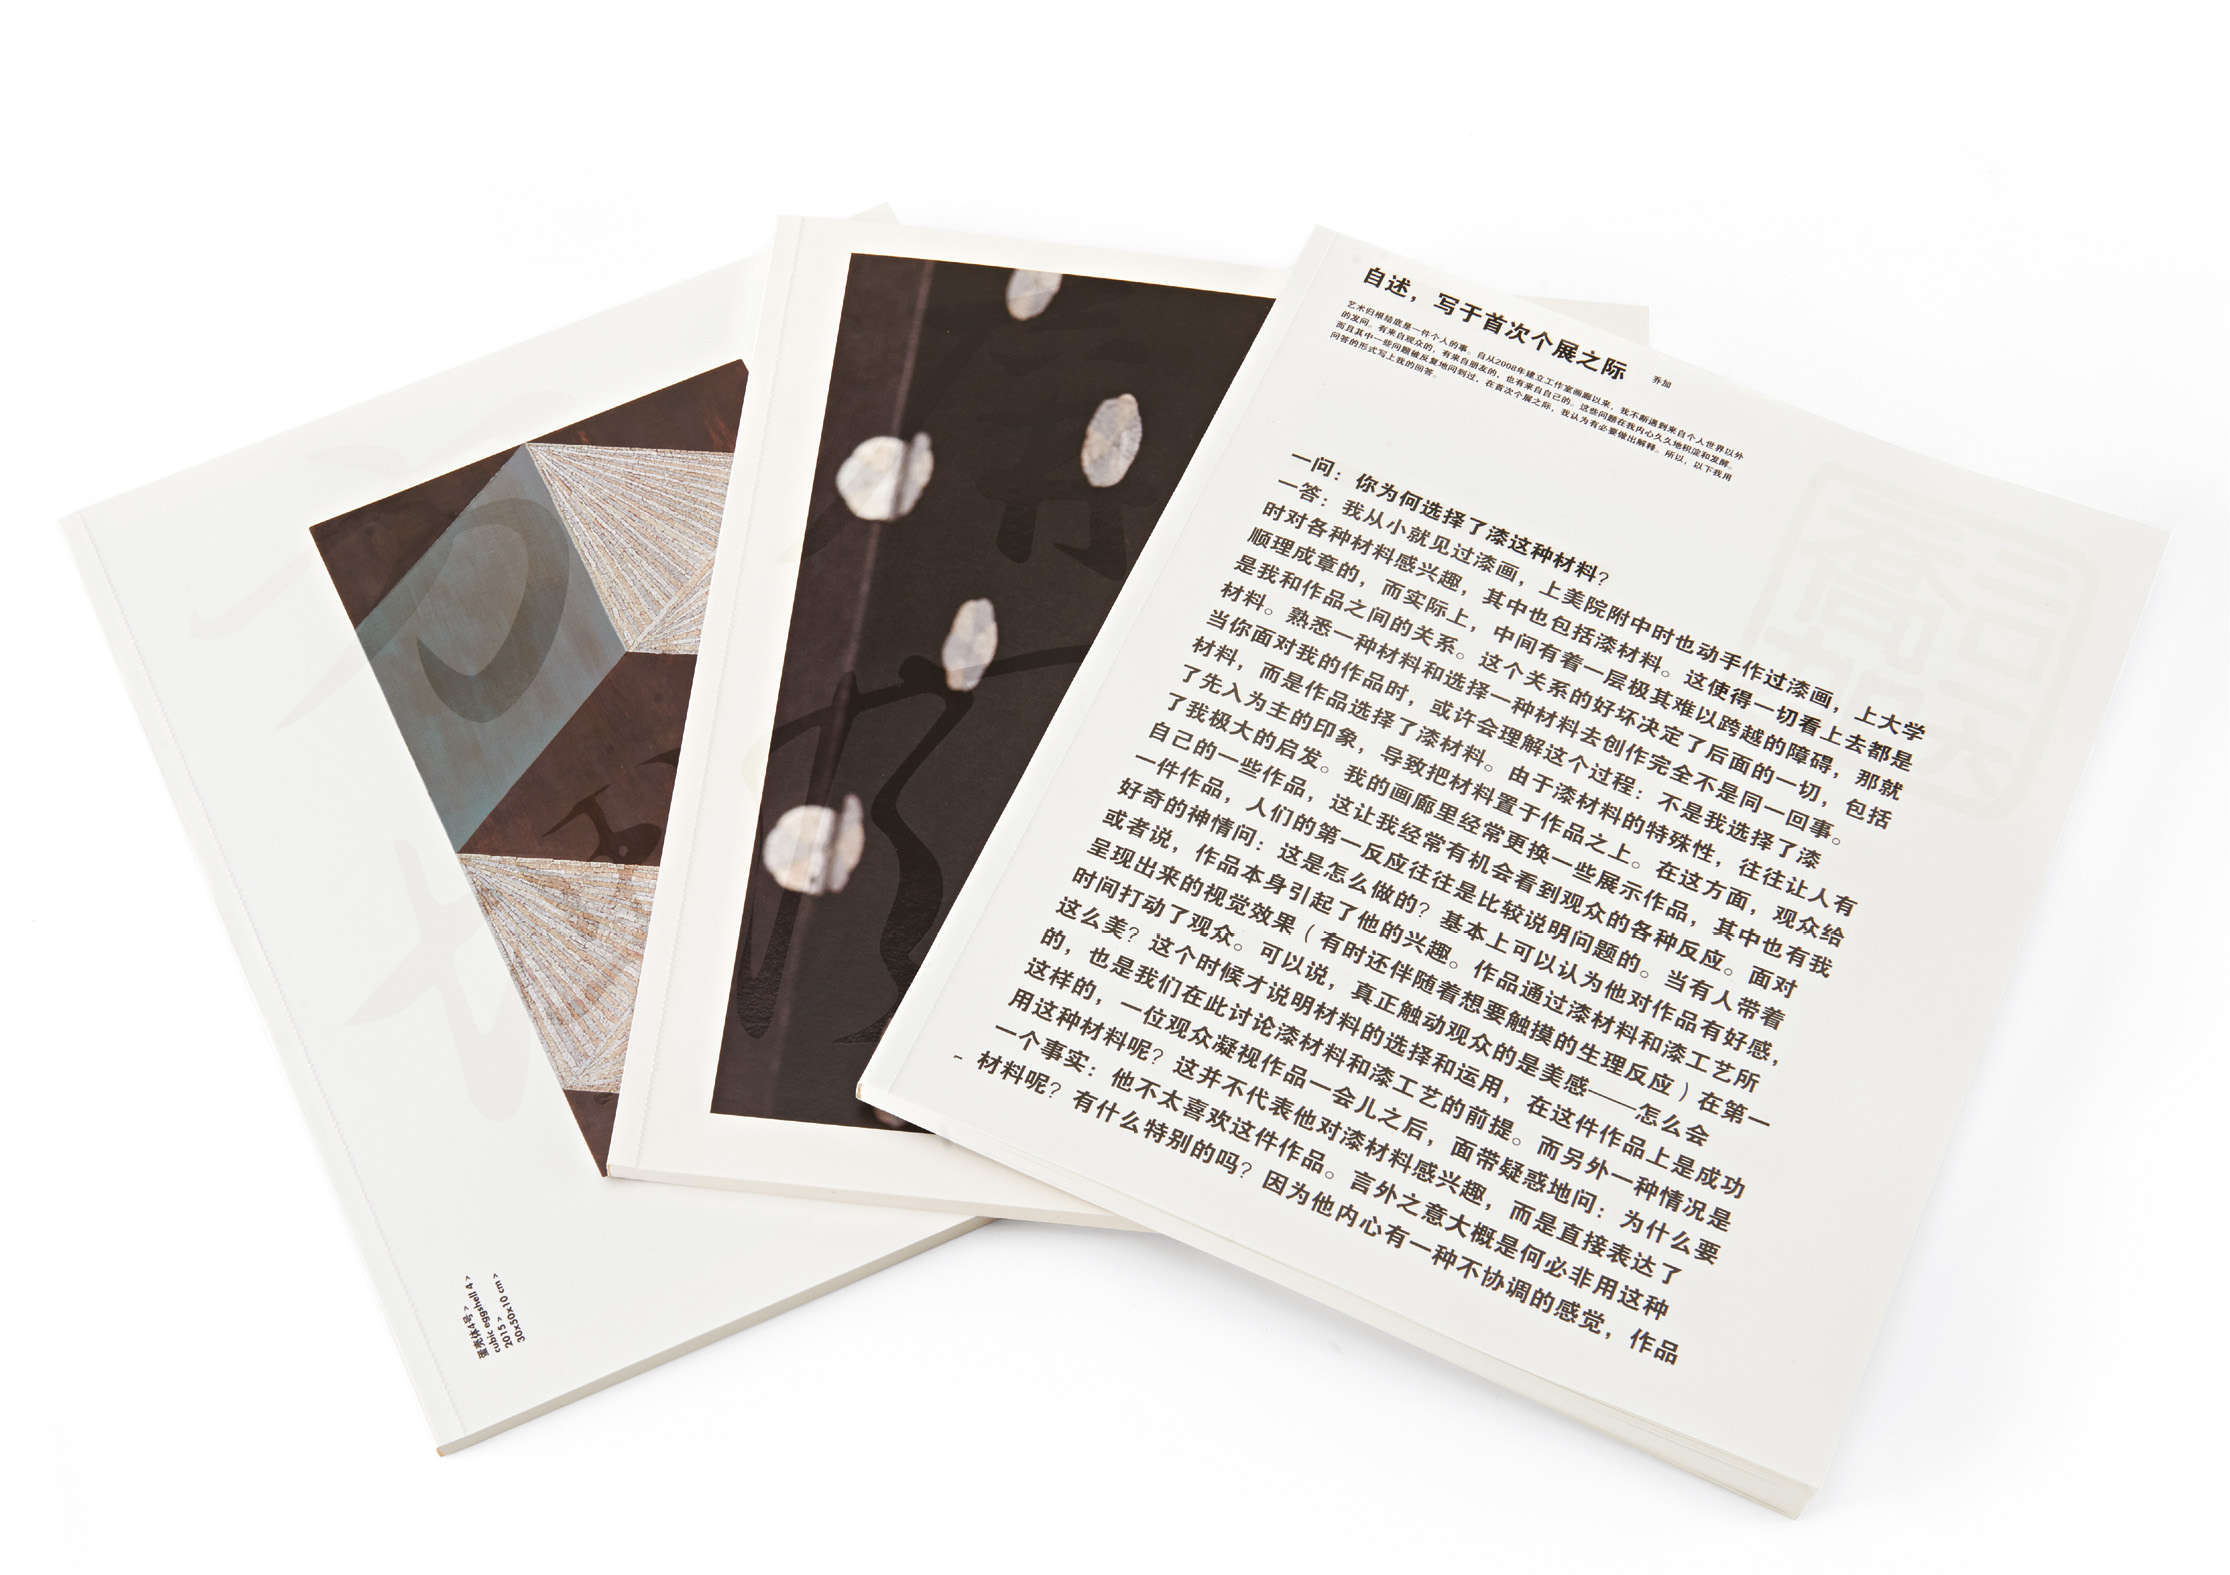 蛋壳体4号 >
cubic eggshell 4 >
2015 >
30x50x10 cm >
自述，写于首次个展之际
乔加
艺术归根结底是一件个人的事。自从2008年建立工作室画廊以来，我不断遇到来自个人世界以外
的发问。有来自观众的，有来自朋友的，也有来自自己的。这些问题在我内心久久地积淀和发酵。
而且其中一些问题被反复地问到过，在首次个展之际，我认为有必要做出解释。所以，以下我用
问答的形式写上我的回答。
一问：你为何选择了漆这种材料？
一答：我从小就见过漆画，上美院附中时也动手作过漆画，上大学
时对各种材料感兴趣，其中也包括漆材料。这使得一切看上去都是
顺理成章的，而实际上，中间有着一层极其难以跨越的障碍，那就
是我和作品之间的关系。这个关系的好坏决定了后面的一切，包括
材料。熟悉一种材料和选择一种材料去创作完全不是同一回事。
当你面对我的作品时，或许会理解这个过程：不是我选择了漆
材料，而是作品选择了漆材料。由于漆材料的特殊性，往往让人有
了先入为主的印象，导致把材料置于作品之上。在这方面，观众给
了我极大的启发。我的画廊里经常更换一些展示作品，其中也有我
自己的一些作品，这让我经常有机会看到观众的各种反应。面对
一件作品，人们的第一反应往往是比较说明问题的。当有人带着
好奇的神情问：这是怎么做的？基本上可以认为他对作品有好感，
或者说，作品本身引起了他的兴趣。作品通过漆材料和漆工艺所
呈现出来的视觉效果（有时还伴随着想要触摸的生理反应）在第一
时间打动了观众。可以说，真正触动观众的是美感——怎么会
这么美？这个时候才说明材料的选择和运用，在这件作品上是成功
的，也是我们在此讨论漆材料和漆工艺的前提。而另外一种情况是
这样的，一位观众凝视作品一会儿之后，面带疑惑地问：为什么要
用这种材料呢？这并不代表他对漆材料感兴趣，而是直接表达了
一个事实：他不太喜欢这件作品。言外之意大概是何必非用这种
材料呢？有什么特别的吗？因为他内心有一种不协调的感觉，作品